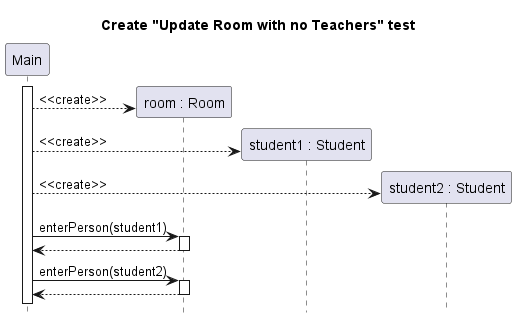 Create "Update Room with no Teachers" test
Main
<<create>>
room : Room
<<create>>
student1 : Student
<<create>>
student2 : Student
enterPerson(student1)
enterPerson(student2)